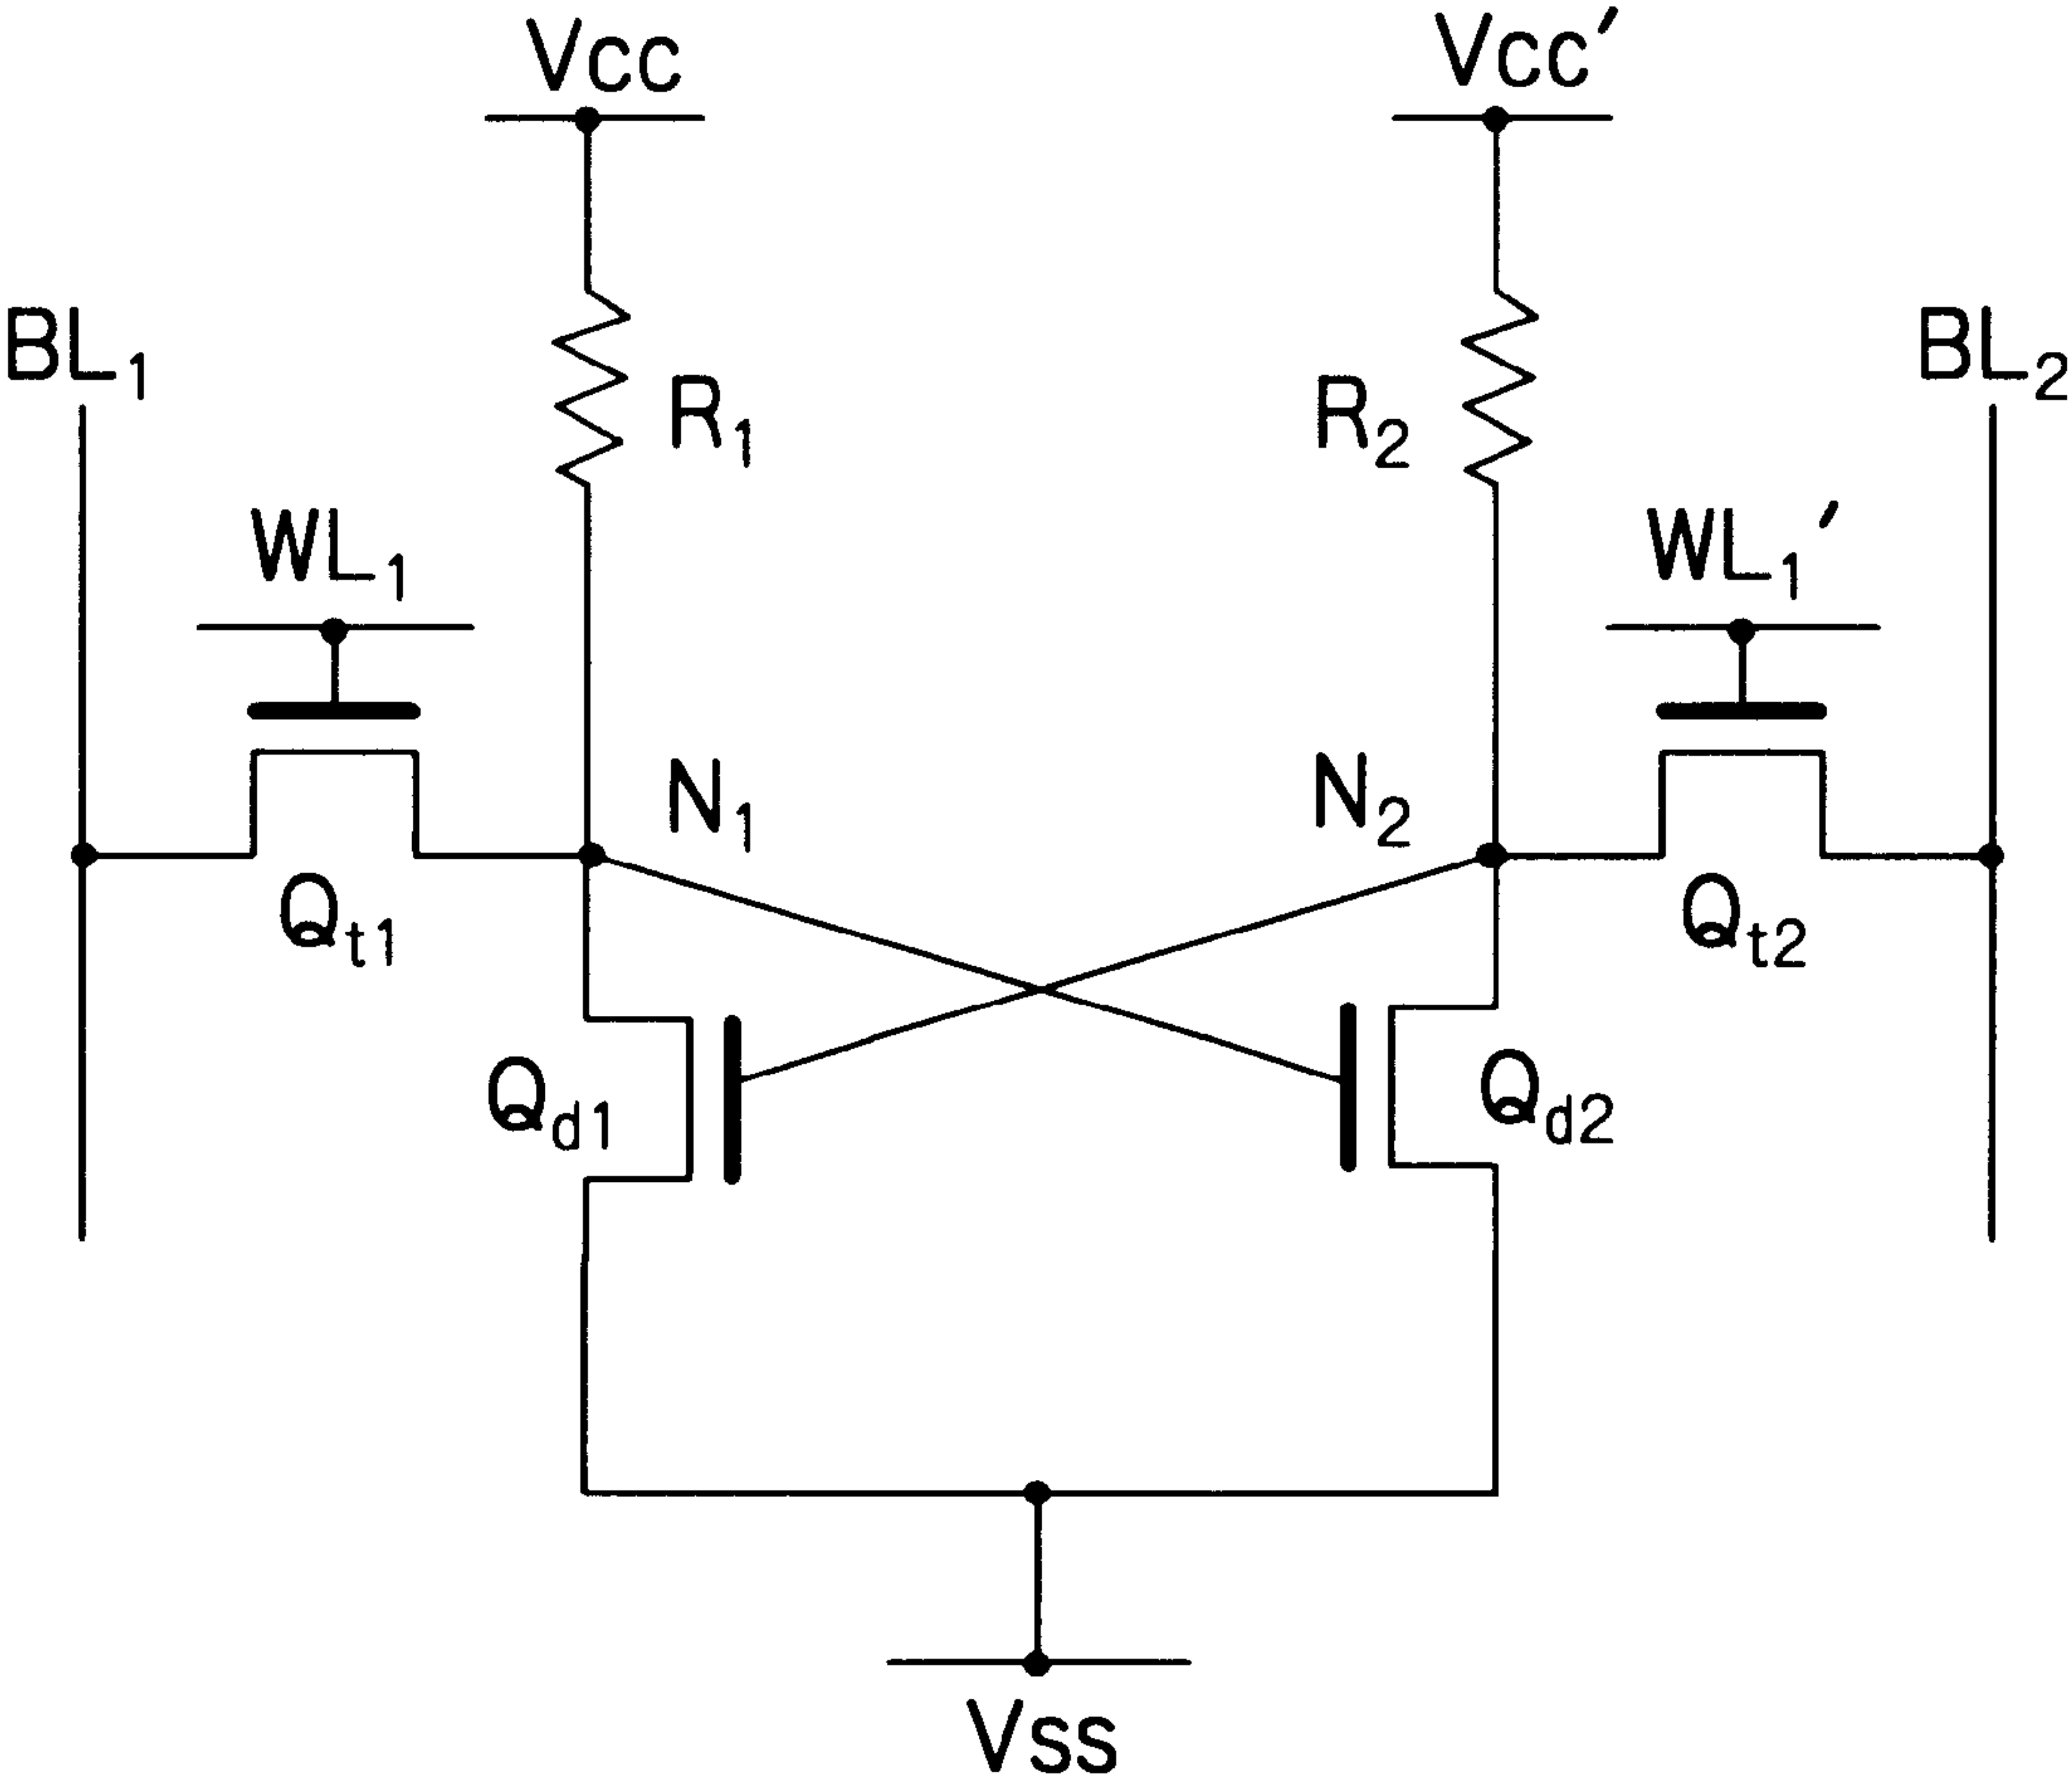 Vcc
Vcc′
BL₁
R₁
R₂
BL₂
WL₁
WL₁′
N₁
N₂
Qt1
Qt2
Qd1
Qd2
Vss